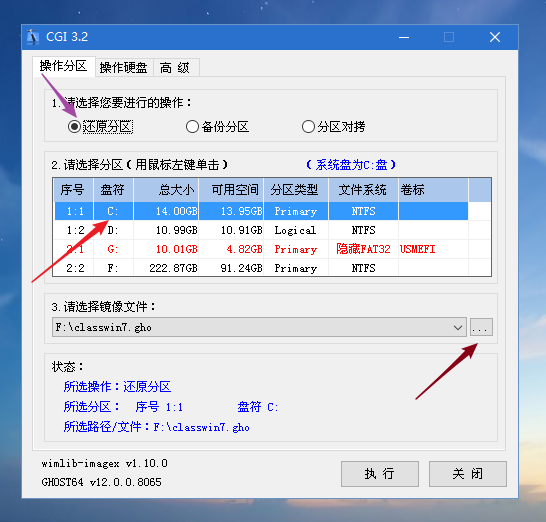 CGI 3.2
操作分区 操作硬盘 高 级
1.请选择您要进行的操作：
还原分区 备份分区 分区对拷
2.请选择分区(用鼠标左键单击) (系统盘为C:盘)
序号 盘符 总大小 可用空间 分区类型 文件系统 卷标
1:1 C: 14.00GB 13.95GB Primary NTFS
1:2 D: 10.99GB 10.91GB Logical NTFS
2:1 G: 10.01GB 4.82GB Primary 隐藏FAT32 USMEFI
2:2 F: 222.87GB 91.24GB Primary NTFS
3.请选择镜像文件：
F:\classwin7.gho ...
状态：
所选操作：还原分区
所选分区： 序号 1:1 盘符 C:
所选路径/文件：F:\classwin7.gho
wimlib-imagex v1.10.0
GHOST64 v12.0.0.8065
执 行 关 闭